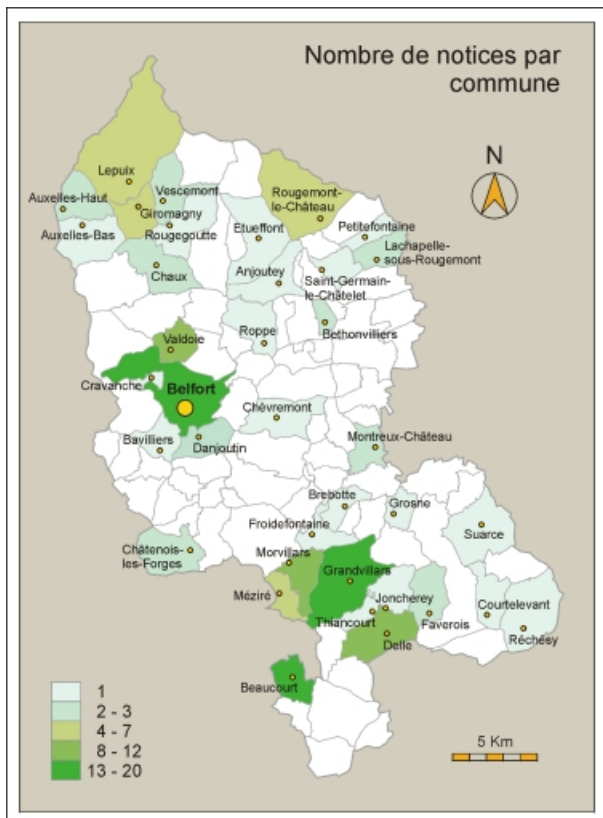 Nombre de notices par
commune
N
Lepuix
Auxelles-Haut
Vescemont
Rougemont-
le-Château
Giromagny
Auxelles-Bas
Rougegoutte
Etueffont
Petitefontaine
Lachapelle-
sous-Rougemont
Chaux
Anjoutey
Saint-Germain-
le-Châtelet
Roppe
Bethonvilliers
Valdoie
Cravanche
Belfort
Chèvremont
Bavilliers
Danjoutin
Montreux-Château
Brebotte
Grosne
Suarce
Froidefontaine
Châtenois-
les-Forges
Morvillars
Grandvillars
Méziré
Joncherey
Thiancourt
Faverois
Courtelevant
Delle
Réchésy
Beaucourt
1
2 - 3
4 - 7
8 - 12
13 - 20
5 Km